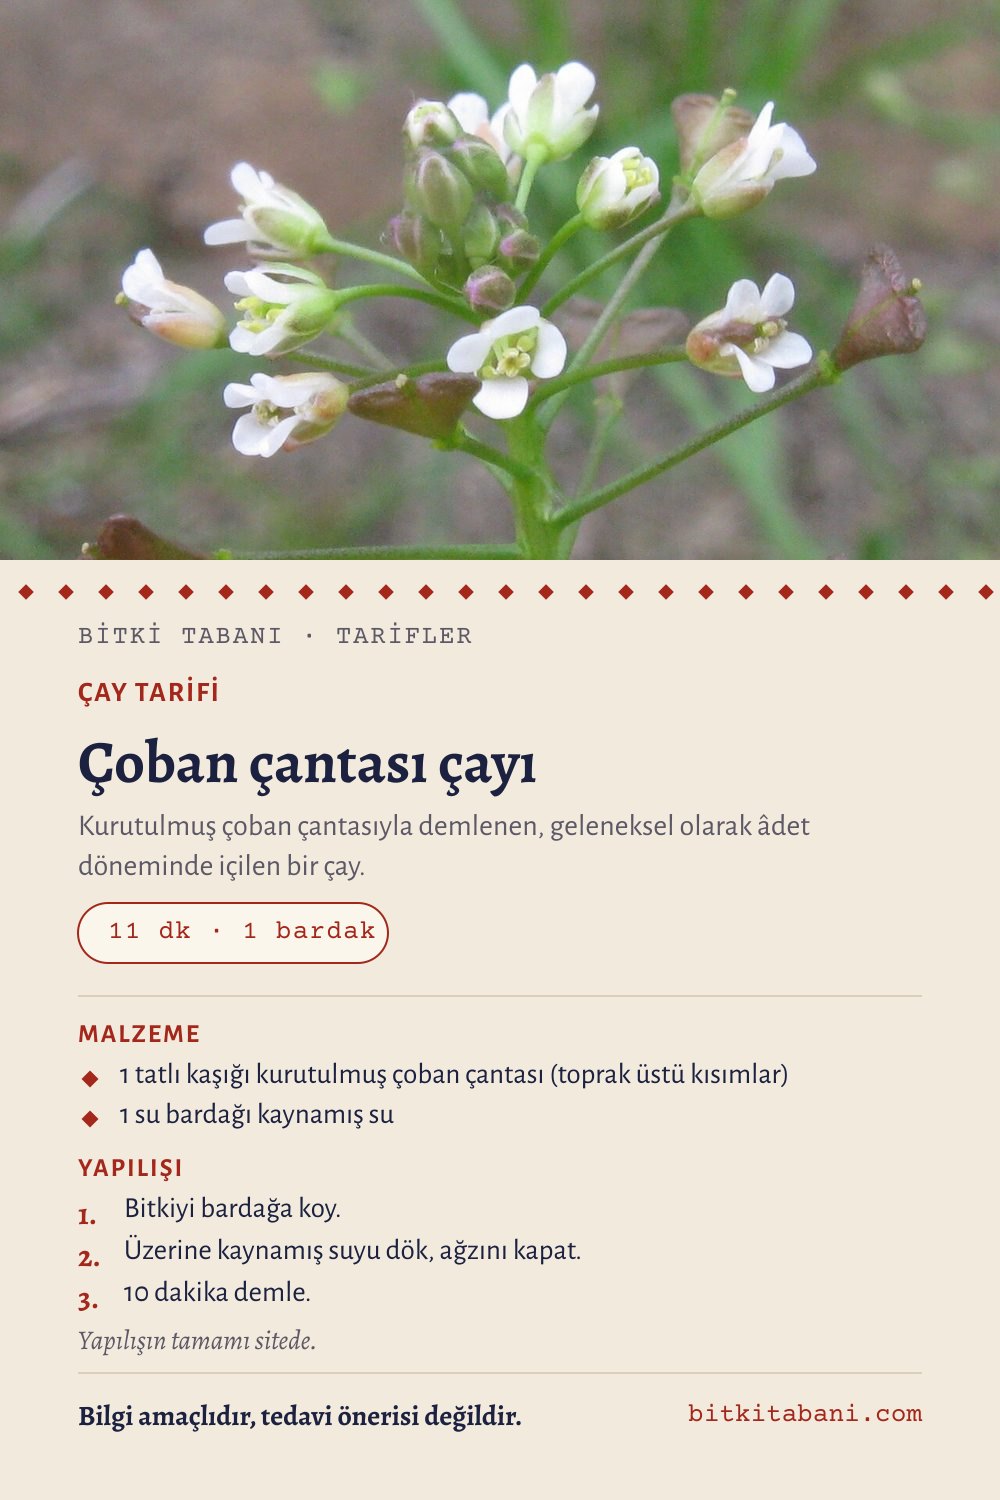 BİTKİ TABANI · TARİFLER
ÇAY TARİFİ
Çoban çantası çayı
Kurutulmuş çoban çantasıyla demlenen, geleneksel olarak âdet
döneminde içilen bir çay.
11 dk · 1 bardak
MALZEME
1 tatlı kaşığı kurutulmuş çoban çantası (toprak üstü kısımlar)
1 su bardağı kaynamış su
YAPILIŞI
1. Bitkiyi bardağa koy.
2. Üzerine kaynamış suyu dök, ağzını kapat.
3. 10 dakika demle.
Yapılışın tamamı sitede.
Bilgi amaçlıdır, tedavi önerisi değildir. bitkitabani.com